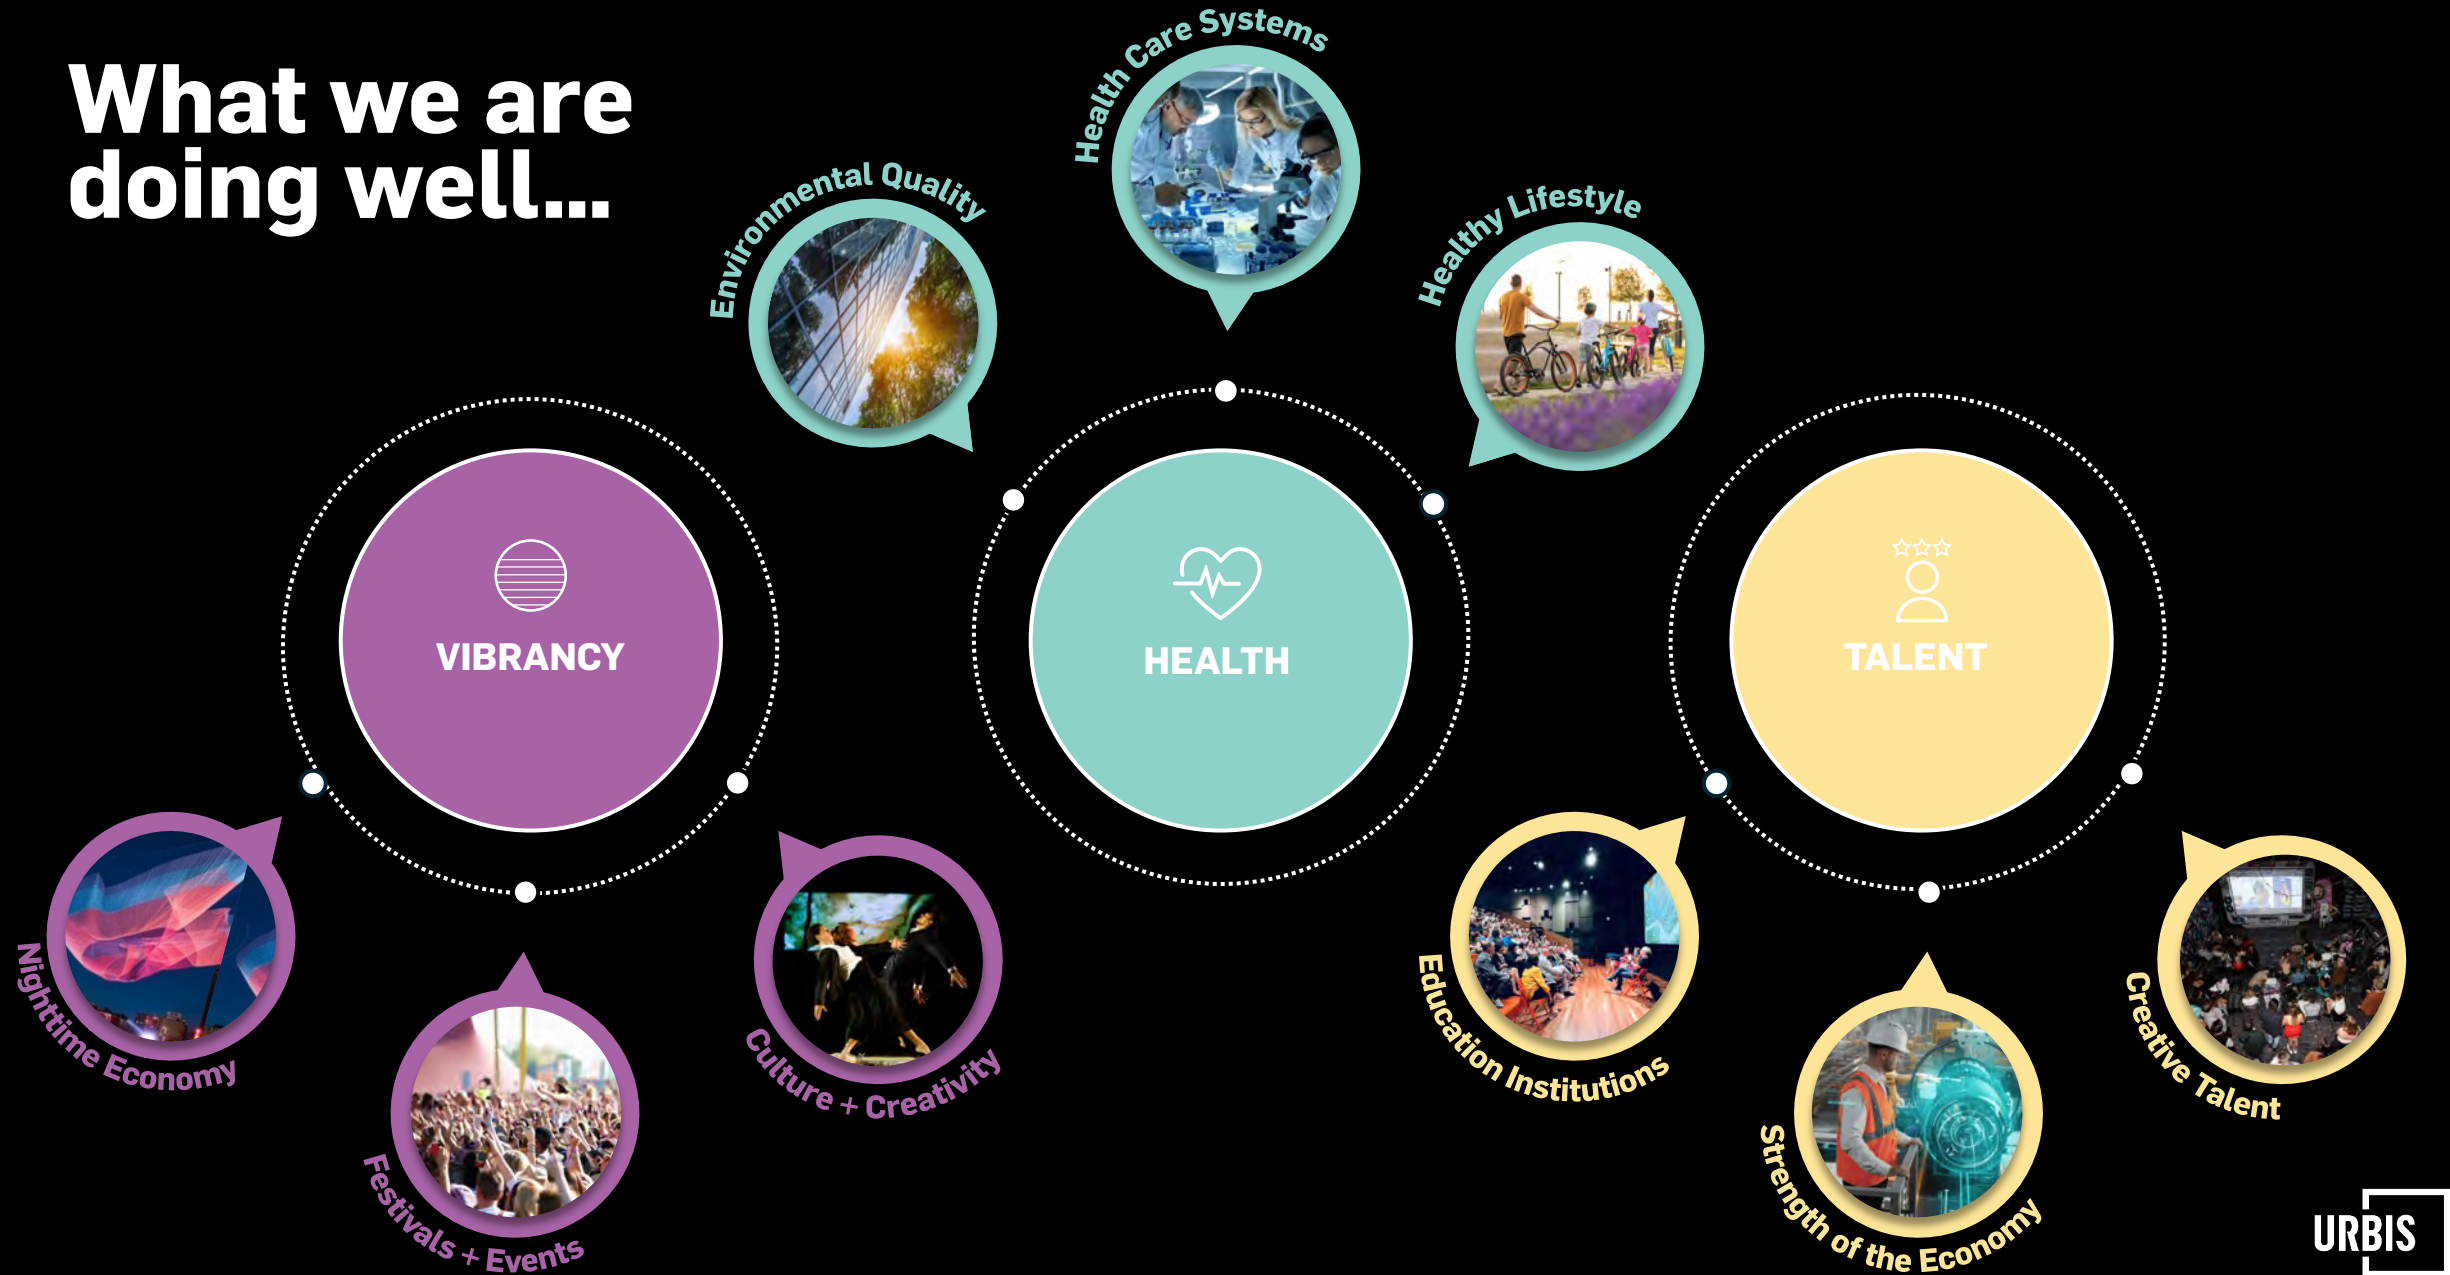 What we are
doing well...
Health Care Systems
Environmental Quality
Healthy Lifestyle
VIBRANCY
HEALTH
TALENT
Nighttime Economy
Festivals + Events
Culture + Creativity
Education Institutions
Strength of the Economy
Creative Talent
URBIS